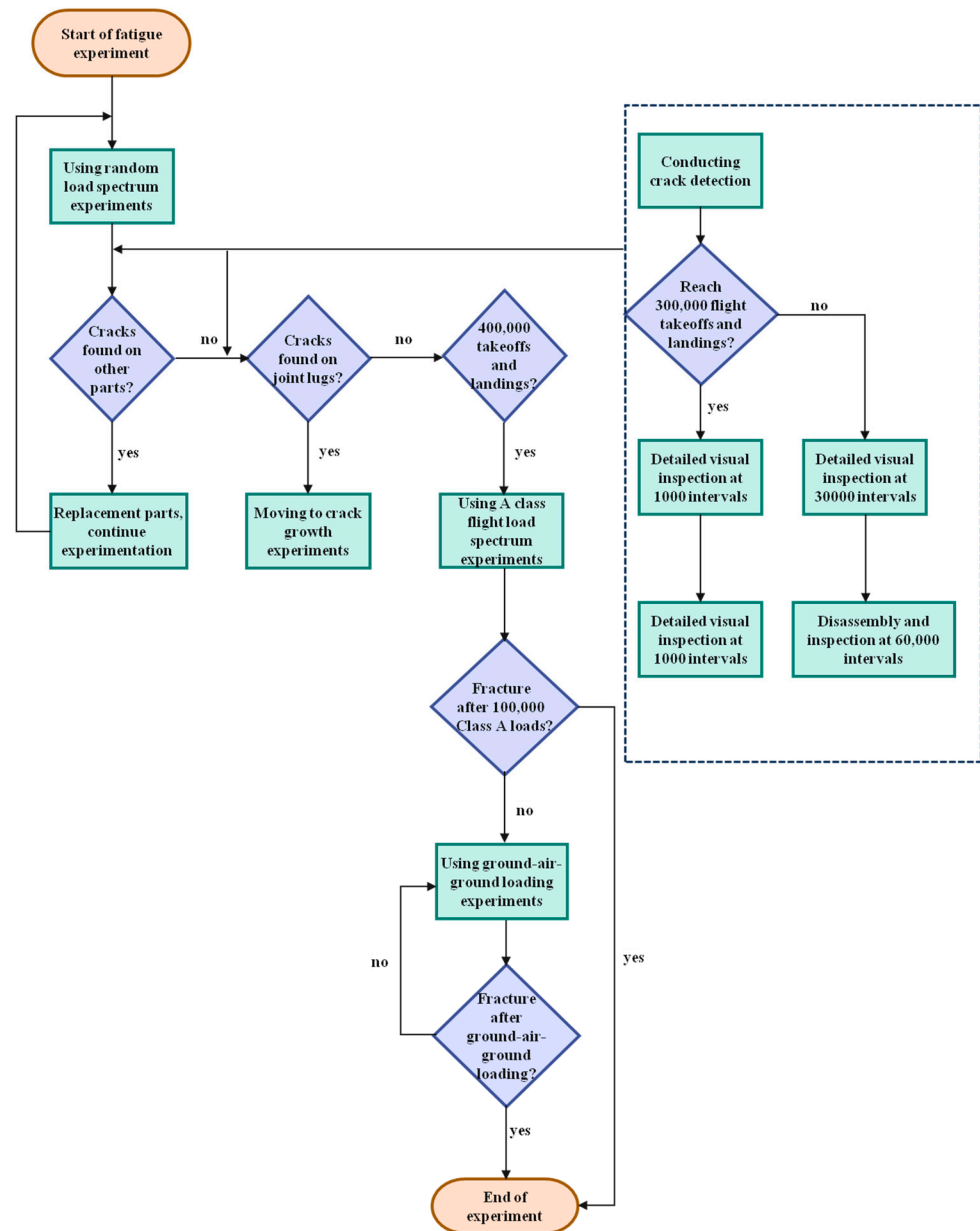 Start of fatigue
experiment
Using random
load spectrum
experiments
Cracks
found on
other
parts?
no
yes
Replacement parts,
continue
experimentation
Cracks
found on
joint lugs?
no
yes
Moving to crack
growth
experiments
400,000
takeoffs
and
landings?
yes
Using A class
flight load
spectrum
experiments
Fracture
after 100,000
Class A loads?
no
yes
Using ground-air-
ground loading
experiments
no
Fracture
after
ground-air-
ground
loading?
yes
End of
experiment
Conducting
crack detection
Reach
300,000 flight
takeoffs and
landings?
no
yes
Detailed visual
inspection at
1000 intervals
Detailed visual
inspection at
30000 intervals
Detailed visual
inspection at
1000 intervals
Disassembly and
inspection at 60,000
intervals